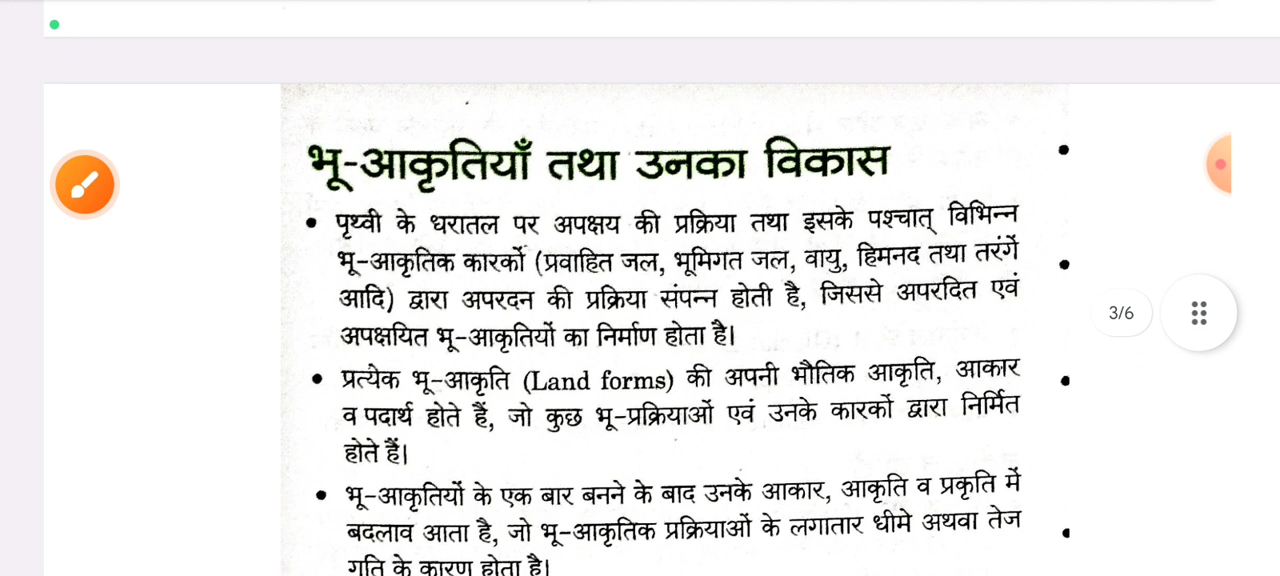 भू-आकृतियाँ तथा उनका विकास
• पृथ्वी के धरातल पर अपक्षय की प्रक्रिया तथा इसके पश्चात् विभिन्न
भू-आकृतिक कारकों (प्रवाहित जल, भूमिगत जल, वायु, हिमनद तथा तरंगें
आदि) द्वारा अपरदन की प्रक्रिया संपन्न होती है, जिससे अपरदित एवं
अपक्षयित भू-आकृतियों का निर्माण होता है।
• प्रत्येक भू-आकृति (Land forms) की अपनी भौतिक आकृति, आकार
व पदार्थ होते हैं, जो कुछ भू-प्रक्रियाओं एवं उनके कारकों द्वारा निर्मित
होते हैं।
• भू-आकृतियों के एक बार बनने के बाद उनके आकार, आकृति व प्रकृति में
बदलाव आता है, जो भू-आकृतिक प्रक्रियाओं के लगातार धीमे अथवा तेज
गति के कारण होता है।
3/6